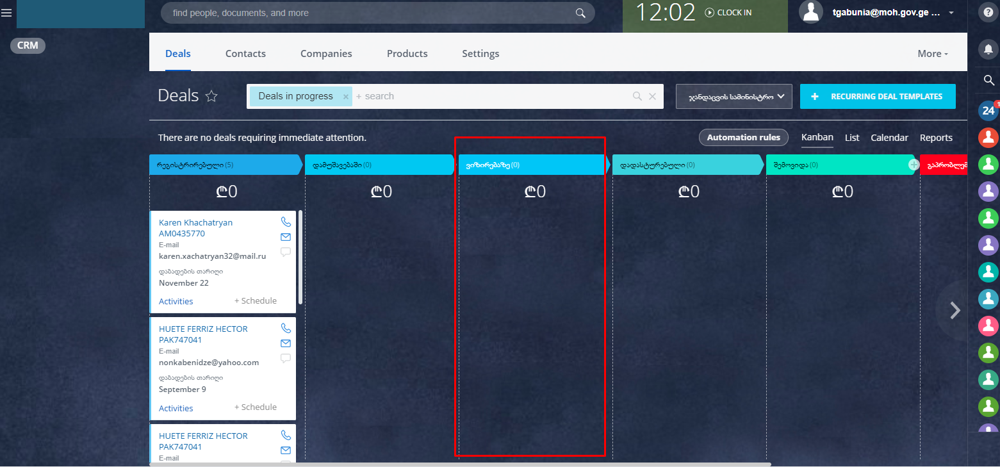 find people, documents, and more
12:02 CLOCK IN
tgabunia@moh.gov.ge ...
CRM
Deals Contacts Companies Products Settings More
Deals
Deals in progress × + search
ჯანდაცვის სამინისტრო
+ RECURRING DEAL TEMPLATES
24
There are no deals requiring immediate attention.
Automation rules
Kanban List Calendar Reports
რეგისტრირებული (5)
დამუშავებაში (0)
ვიზირებაზე (0)
დადასტურებული (0)
შემოვიდა (0)
₾0 ₾0 ₾0 ₾0 ₾0
Karen Khachatryan
AM0435770
E-mail
karen.xachatryan32@mail.ru
დაბადების თარიღი
November 22
Activities + Schedule
HUETE FERRIZ HECTOR
PAK747041
E-mail
nonkabenidze@yahoo.com
დაბადების თარიღი
September 9
Activities + Schedule
HUETE FERRIZ HECTOR
PAK747041
E-mail